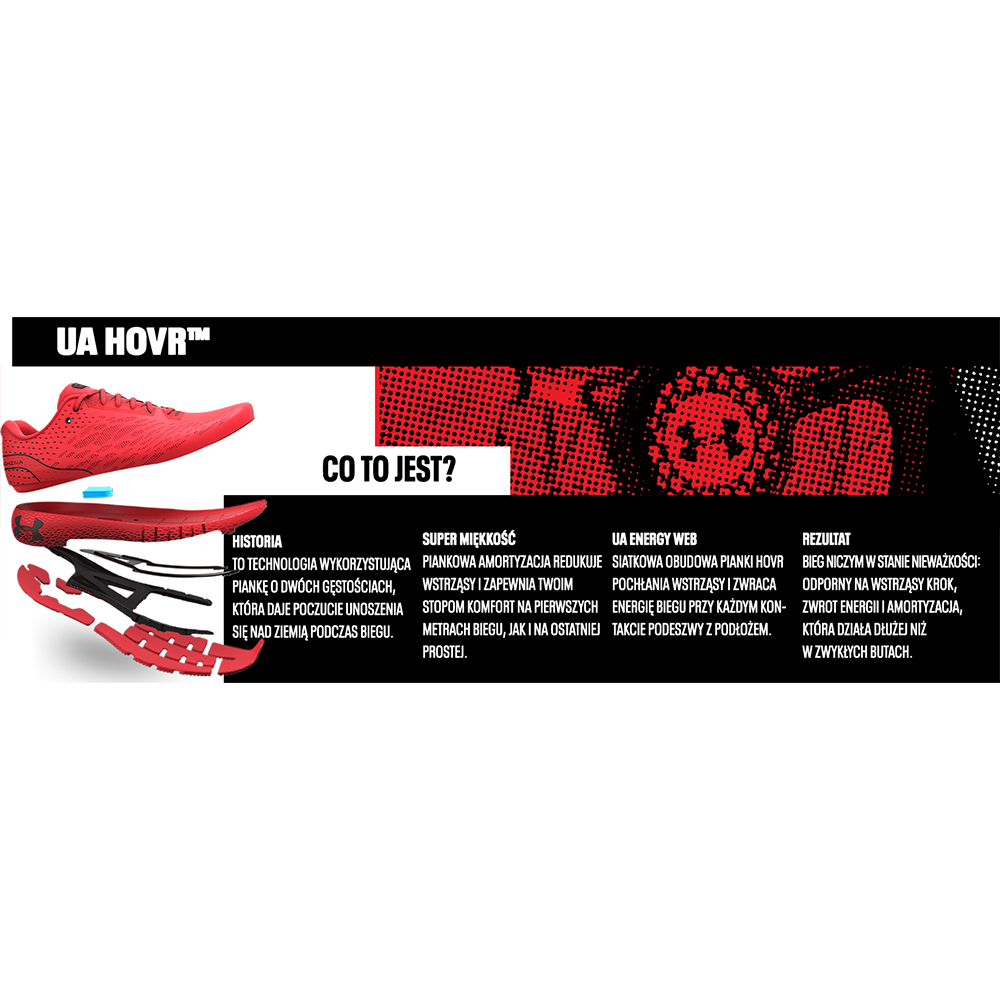 UA HOVR™
CO TO JEST?
HISTORIA
TO TECHNOLOGIA WYKORZYSTUJĄCA
PIANKĘ O DWÓCH GĘSTOŚCIACH,
KTÓRA DAJE POCZUCIE UNOSZENIA
SIĘ NAD ZIEMIĄ PODCZAS BIEGU.
SUPER MIĘKKOŚĆ
PIANKOWA AMORTYZACJA REDUKUJE
WSTRZĄSY I ZAPEWNIA TWOIM
STOPOM KOMFORT NA PIERWSZYCH
METRACH BIEGU, JAK I NA OSTATNIEJ
PROSTEJ.
UA ENERGY WEB
SIATKOWA OBUDOWA PIANKI HOVR
POCHŁANIA WSTRZĄSY I ZWRACA
ENERGIĘ BIEGU PRZY KAŻDYM KON-
TAKCIE PODESZWY Z PODŁOŻEM.
REZULTAT
BIEG NICZYM W STANIE NIEWAŻKOŚCI:
ODPORNY NA WSTRZĄSY KROK,
ZWROT ENERGII I AMORTYZACJA,
KTÓRA DZIAŁA DŁUŻEJ NIŻ
W ZWYKŁYCH BUTACH.